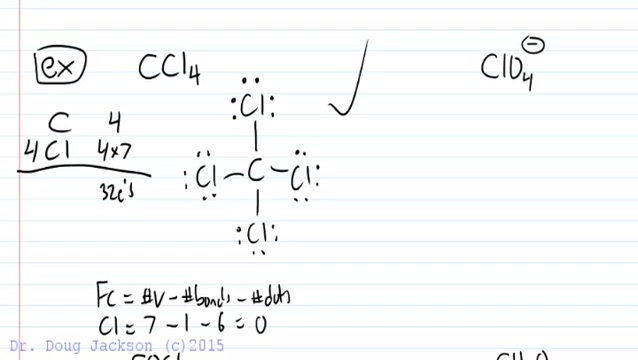 ex CCl₄ ClO₄⊖
C 4
4Cl 4×7
32e's
:Cl:
:Cl–C–Cl:
:Cl:
FC = #V – #bonds – #dots
Cl = 7 – 1 – 6 = 0
Dr. Doug Jackson (c)2015